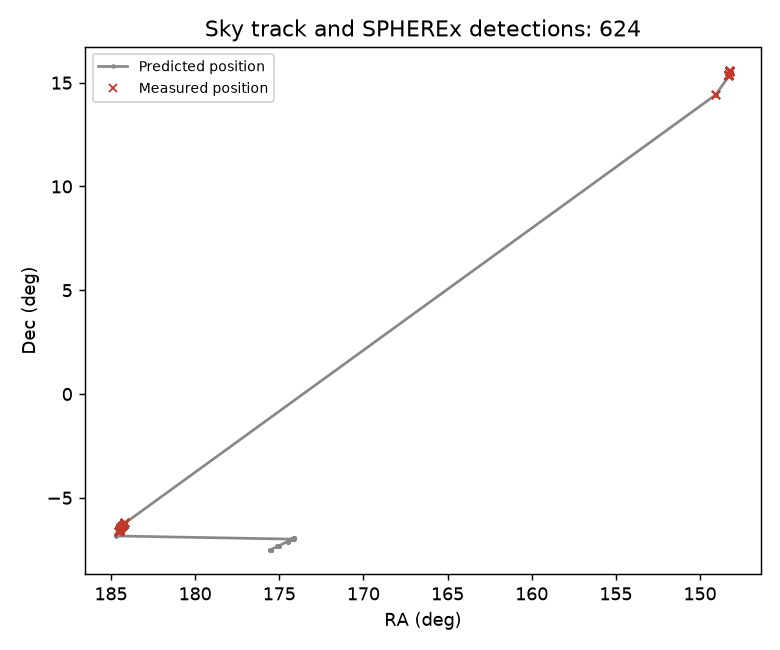 Sky track and SPHEREx detections: 624
Predicted position
Measured position
15
10
5
0
−5
Dec (deg)
185 180 175 170 165 160 155 150
RA (deg)